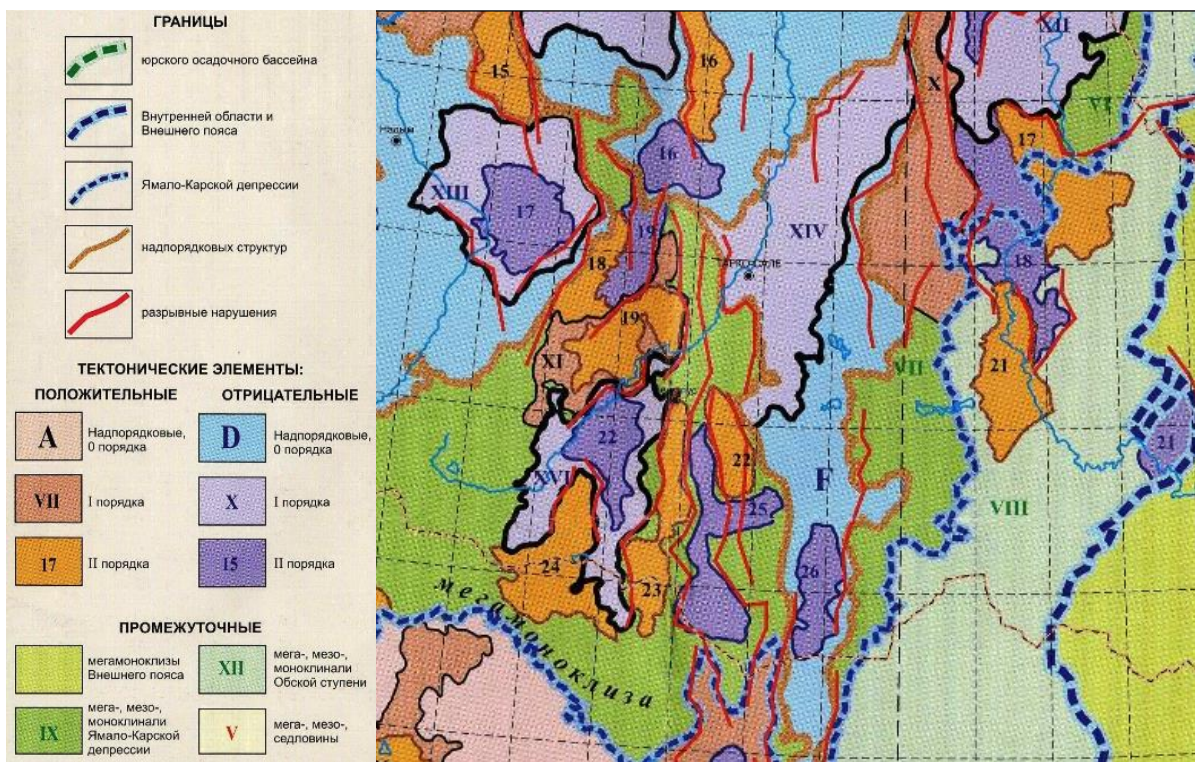 ГРАНИЦЫ
юрского осадочного бассейна
Внутренней области и
Внешнего пояса
Ямало-Карской депрессии
надпорядковых структур
разрывные нарушения
ТЕКТОНИЧЕСКИЕ ЭЛЕМЕНТЫ:
ПОЛОЖИТЕЛЬНЫЕ
ОТРИЦАТЕЛЬНЫЕ
A
Надпорядковые,
0 порядка
D
Надпорядковые,
0 порядка
VII
I порядка
X
I порядка
17
II порядка
15
II порядка
ПРОМЕЖУТОЧНЫЕ
мегамоноклизы
Внешнего пояса
XII
мега-, мезо-,
моноклинали
Обской ступени
IX
мега-, мезо-,
моноклинали
Ямало-Карской
депрессии
V
мега-, мезо-,
седловины
XII
15
16
X
VI
Надым
16
17
XIII
17
19
XIV
18
18
19
XI
VII
21
22
22
21
XVI
F
VIII
25
24
23
26
мегамоноклиза